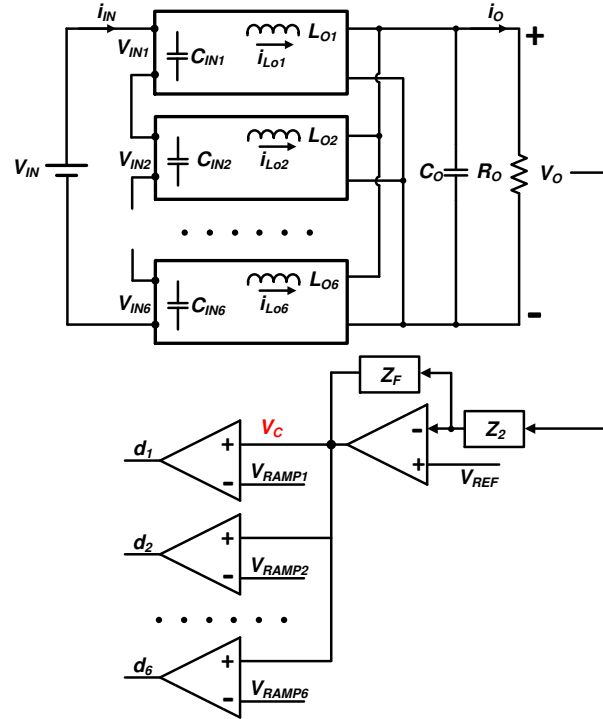 i_IN
V_IN1
C_IN1
i_Lo1
L_O1
i_O
+
V_IN
V_IN2
C_IN2
i_Lo2
L_O2
C_O
R_O
V_O
V_IN6
C_IN1
i_Lo6
L_O6
-
Z_F
V_C
Z_2
d_1
+
-
V_RAMP1
-
+
V_REF
d_2
+
-
V_RAMP2
d_6
+
-
V_RAMP6